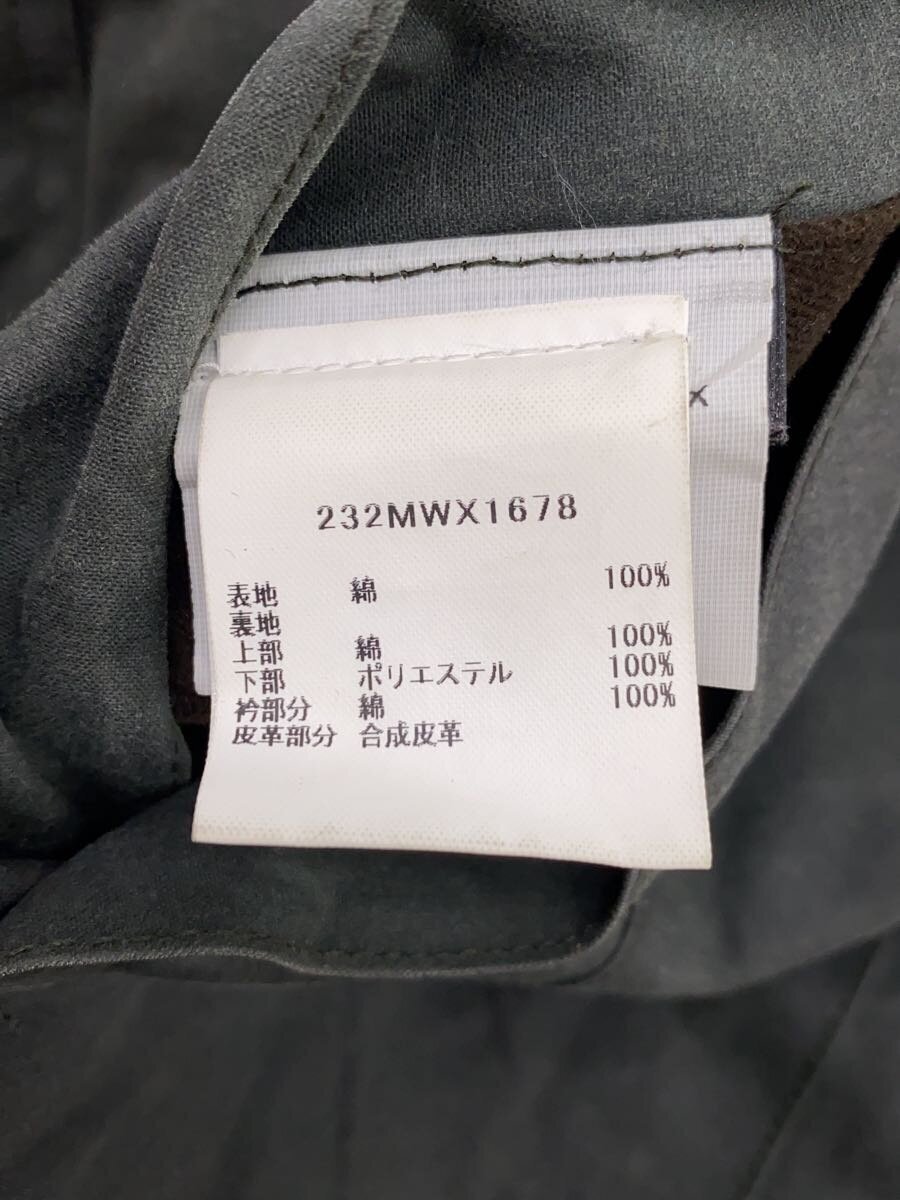 x
232MWX1678
表地 綿 100%
裏地
上部 綿 100%
下部 ポリエステル 100%
衿部分 綿 100%
皮革部分 合成皮革